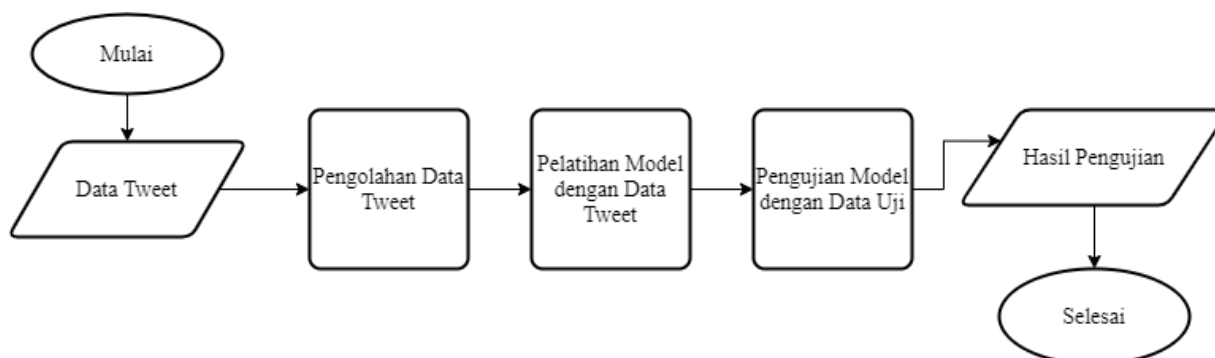 Mulai
Data Tweet
Pengolahan Data
Tweet
Pelatihan Model
dengan Data
Tweet
Pengujian Model
dengan Data Uji
Hasil Pengujian
Selesai